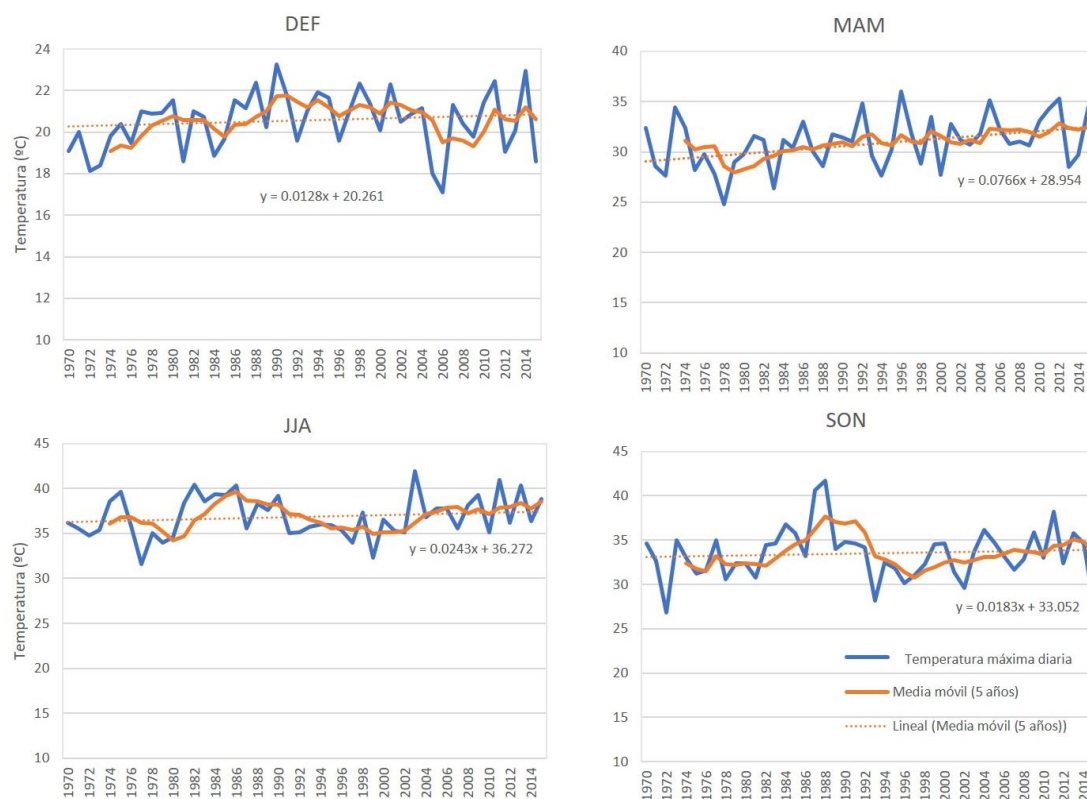 DEF
24
22
20
18
16
14
12
10
Temperatura (ºC)
y = 0.0128x + 20.261
1970 1972 1974 1976 1978 1980 1982 1984 1986 1988 1990 1992 1994 1996 1998 2000 2002 2004 2006 2008 2010 2012 2014
MAM
40
35
30
25
20
15
10
y = 0.0766x + 28.954
1970 1972 1974 1976 1978 1980 1982 1984 1986 1988 1990 1992 1994 1996 1998 2000 2002 2004 2006 2008 2010 2012 2014
JJA
45
40
35
30
25
20
15
10
Temperatura (ºC)
y = 0.0243x + 36.272
1970 1972 1974 1976 1978 1980 1982 1984 1986 1988 1990 1992 1994 1996 1998 2000 2002 2004 2006 2008 2010 2012 2014
SON
45
40
35
30
25
20
15
10
y = 0.0183x + 33.052
Temperatura máxima diaria
Media móvil (5 años)
Lineal (Media móvil (5 años))
1970 1972 1974 1976 1978 1980 1982 1984 1986 1988 1990 1992 1994 1996 1998 2000 2002 2004 2006 2008 2010 2012 2014